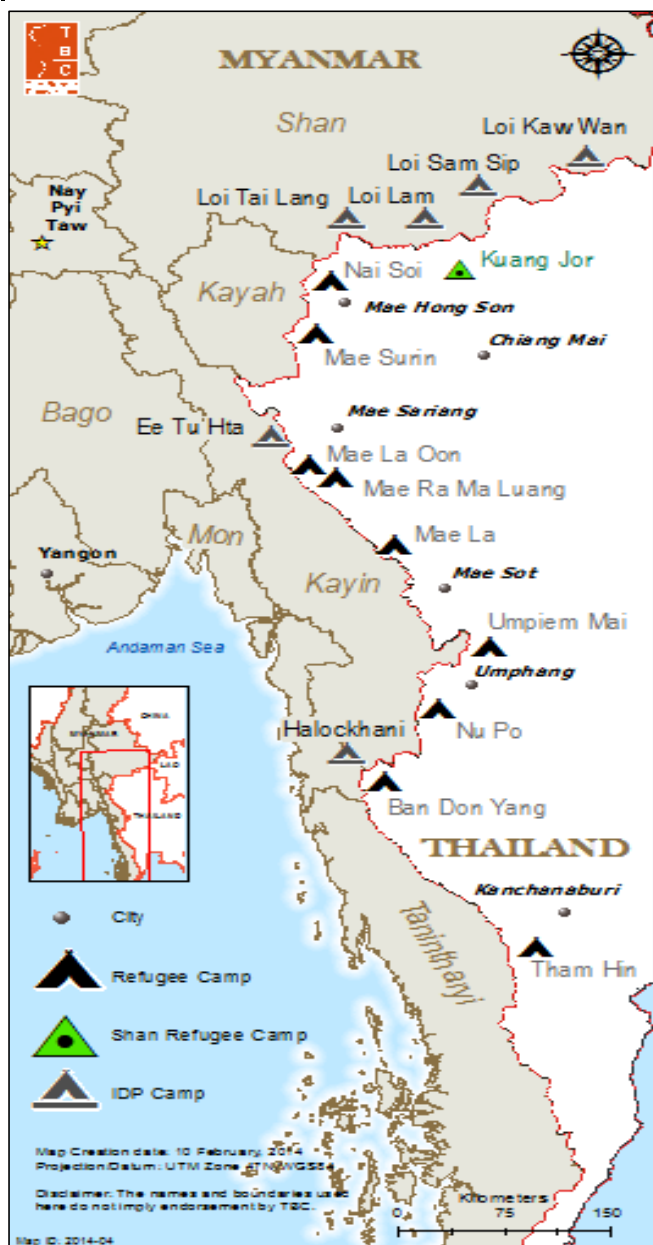 T
B
C
MYANMAR
Shan
Loi Kaw Wan
Loi Sam Sip
Loi Tai Lang
Loi Lam
Nay
Pyi
Taw
Nai Soi
Kuang Jor
Kayah
Mae Hong Son
Chiang Mai
Mae Surin
Bago
Mae Sariang
Ee Tu Hta
Mae La Oon
Mae Ra Ma Luang
Mon
Mae La
Yangon
Kayin
Mae Sot
Umpiem Mai
Andaman Sea
Umphang
CHINA
MYANMAR
LAO
THAILAND
Halockhani
Nu Po
Ban Don Yang
THAILAND
Kanchanaburi
Tanintharyi
Tham Hin
City
Refugee Camp
Shan Refugee Camp
IDP Camp
Map Creation date: 10 February, 2014
Projection/Datum: UTM Zone 47N/WGS84
Disclaimer: The names and boundaries used
here do not imply endorsement by TBC.
Kilometers
0 75 150
Map ID: 2014-04